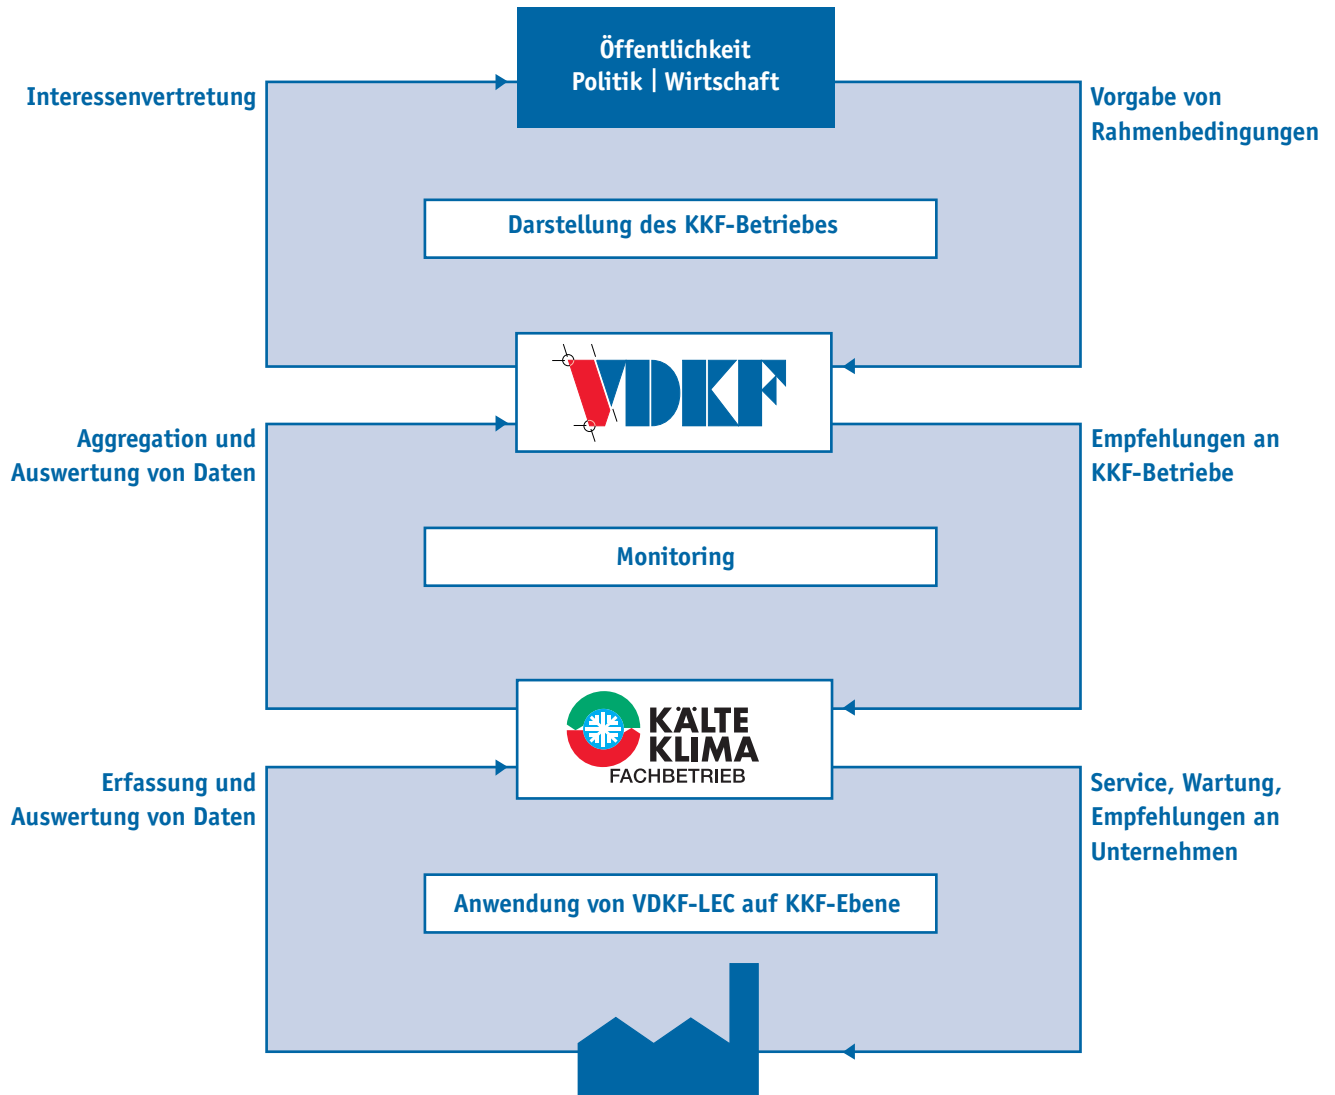 Öffentlichkeit
Politik | Wirtschaft
Interessenvertretung
Vorgabe von
Rahmenbedingungen
Darstellung des KKF-Betriebes
VDKF
Aggregation und
Auswertung von Daten
Empfehlungen an
KKF-Betriebe
Monitoring
KÄLTE
KLIMA
FACHBETRIEB
Erfassung und
Auswertung von Daten
Service, Wartung,
Empfehlungen an
Unternehmen
Anwendung von VDKF-LEC auf KKF-Ebene